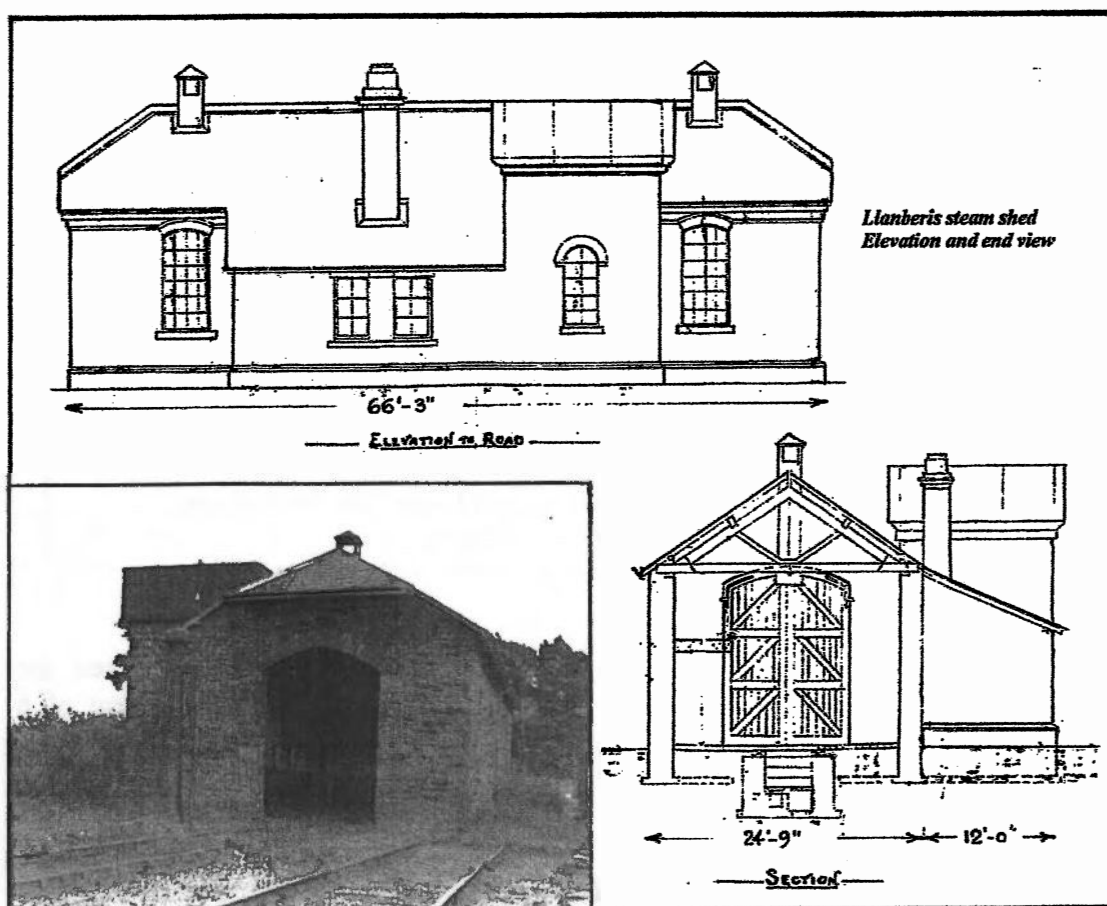 Llanberis steam shed
Elevation and end view
66'-3"
ELEVATION TO ROAD
24'-9"
12'-0"
SECTION